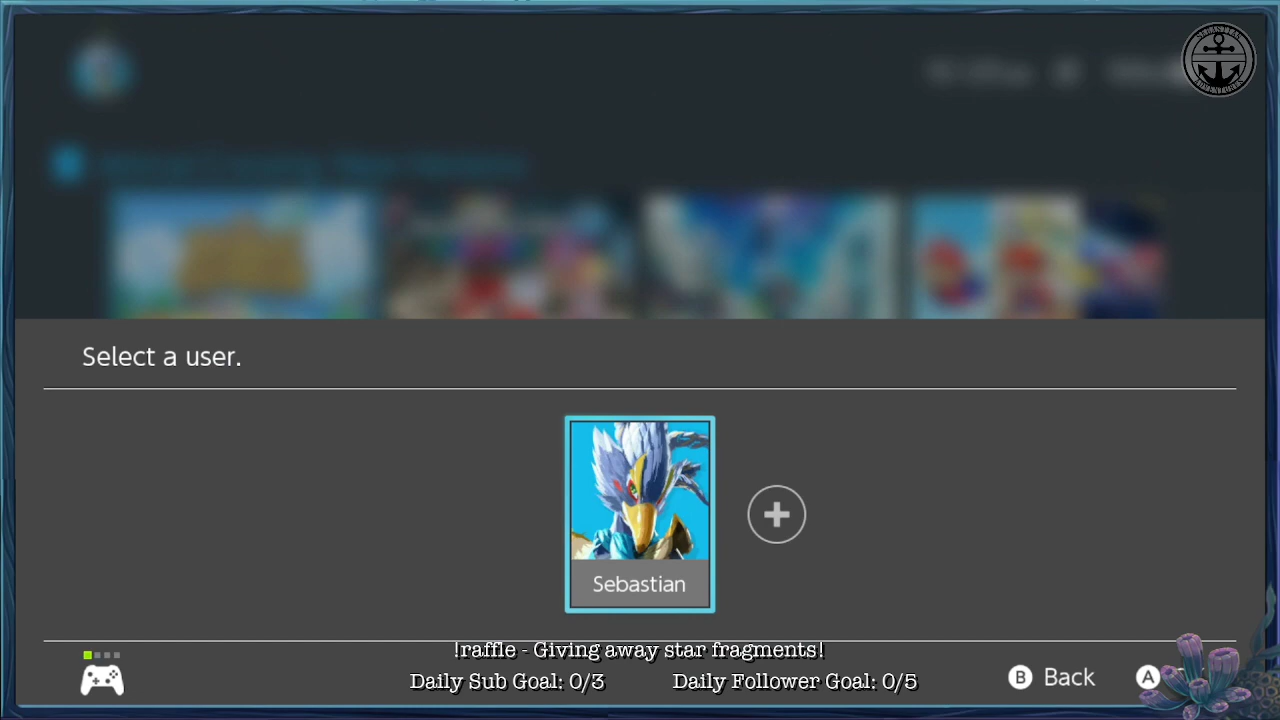 Select a user.
Sebastian
!raffle - Giving away star fragments!
Daily Sub Goal: 0/3 Daily Follower Goal: 0/5
B Back A